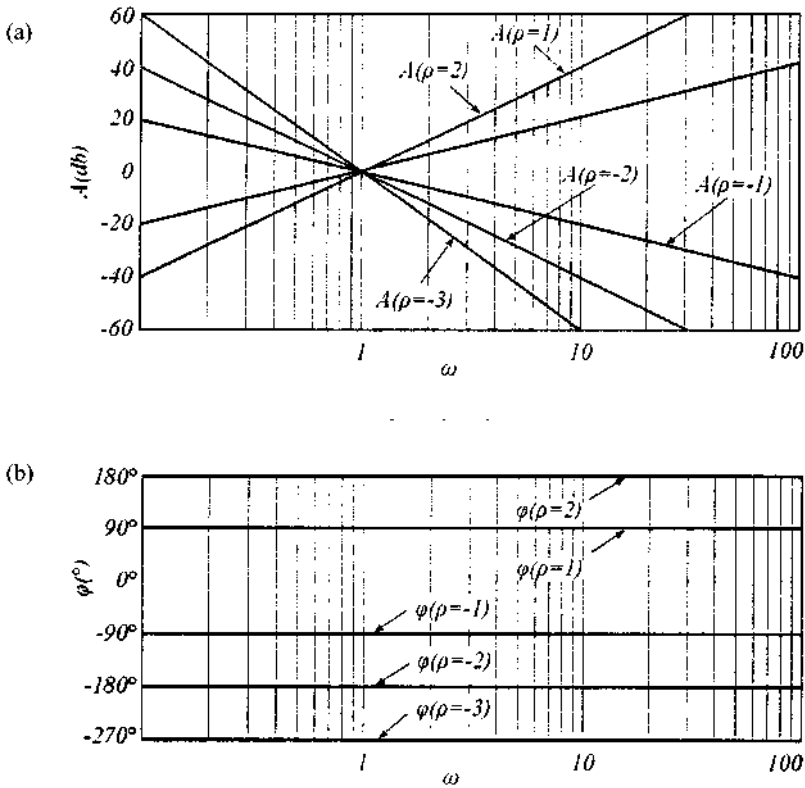 (a)
60
40
20
0
-20
-40
-60
A(db)
A(ρ=1)
A(ρ=2)
A(ρ=-2)
A(ρ=-1)
A(ρ=-3)
1
10
100
ω
(b)
180°
90°
0°
-90°
-180°
-270°
φ(°)
φ(ρ=2)
φ(ρ=1)
φ(ρ=-1)
φ(ρ=-2)
φ(ρ=-3)
1
10
100
ω